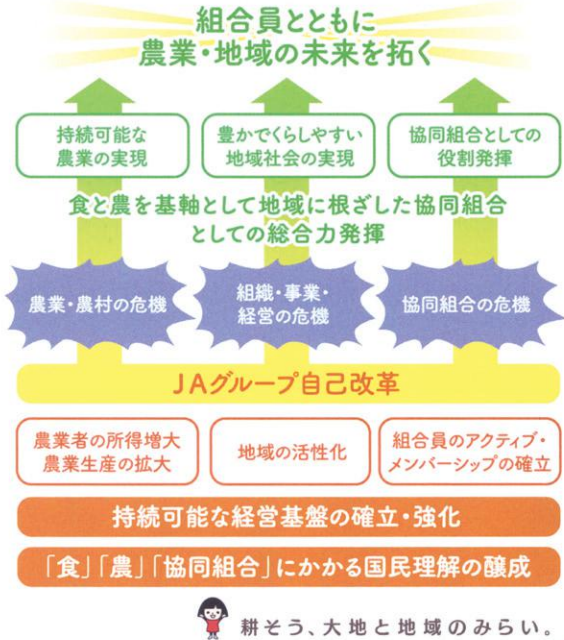 組合員とともに
農業・地域の未来を拓く
持続可能な
農業の実現
豊かでくらしやすい
地域社会の実現
協同組合としての
役割発揮
食と農を基軸として地域に根ざした協同組合
としての総合力発揮
農業・農村の危機
組織・事業・
経営の危機
協同組合の危機
JAグループ自己改革
農業者の所得増大
農業生産の拡大
地域の活性化
組合員のアクティブ・
メンバーシップの確立
持続可能な経営基盤の確立・強化
「食」「農」「協同組合」にかかる国民理解の醸成
耕そう、大地と地域のみらい。